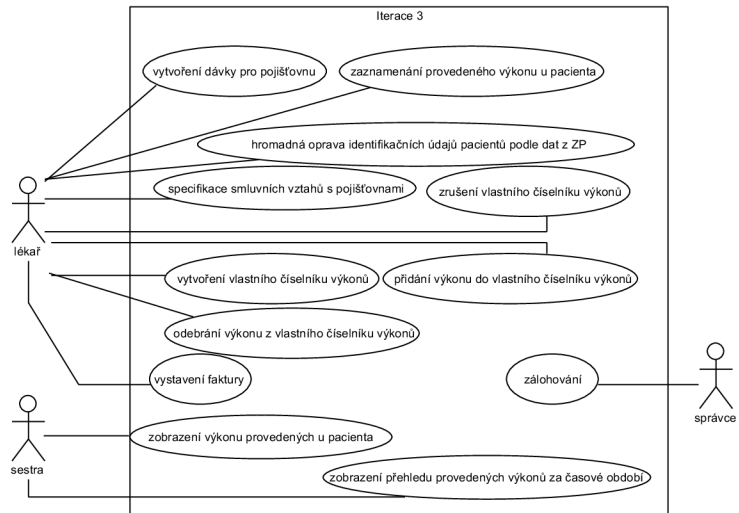 Iterace 3
vytvoření dávky pro pojišťovnu
zaznamenání provedeného výkonu u pacienta
hromadná oprava identifikačních údajů pacientů podle dat z ZP
specifikace smluvních vztahů s pojišťovnami
zrušení vlastního číselníku výkonů
lékař
vytvoření vlastního číselníku výkonů
přidání výkonu do vlastního číselníku výkonů
odebrání výkonu z vlastního číselníku výkonů
vystavení faktury
zálohování
správce
zobrazení výkonu provedených u pacienta
sestra
zobrazení přehledu provedených výkonů za časové období